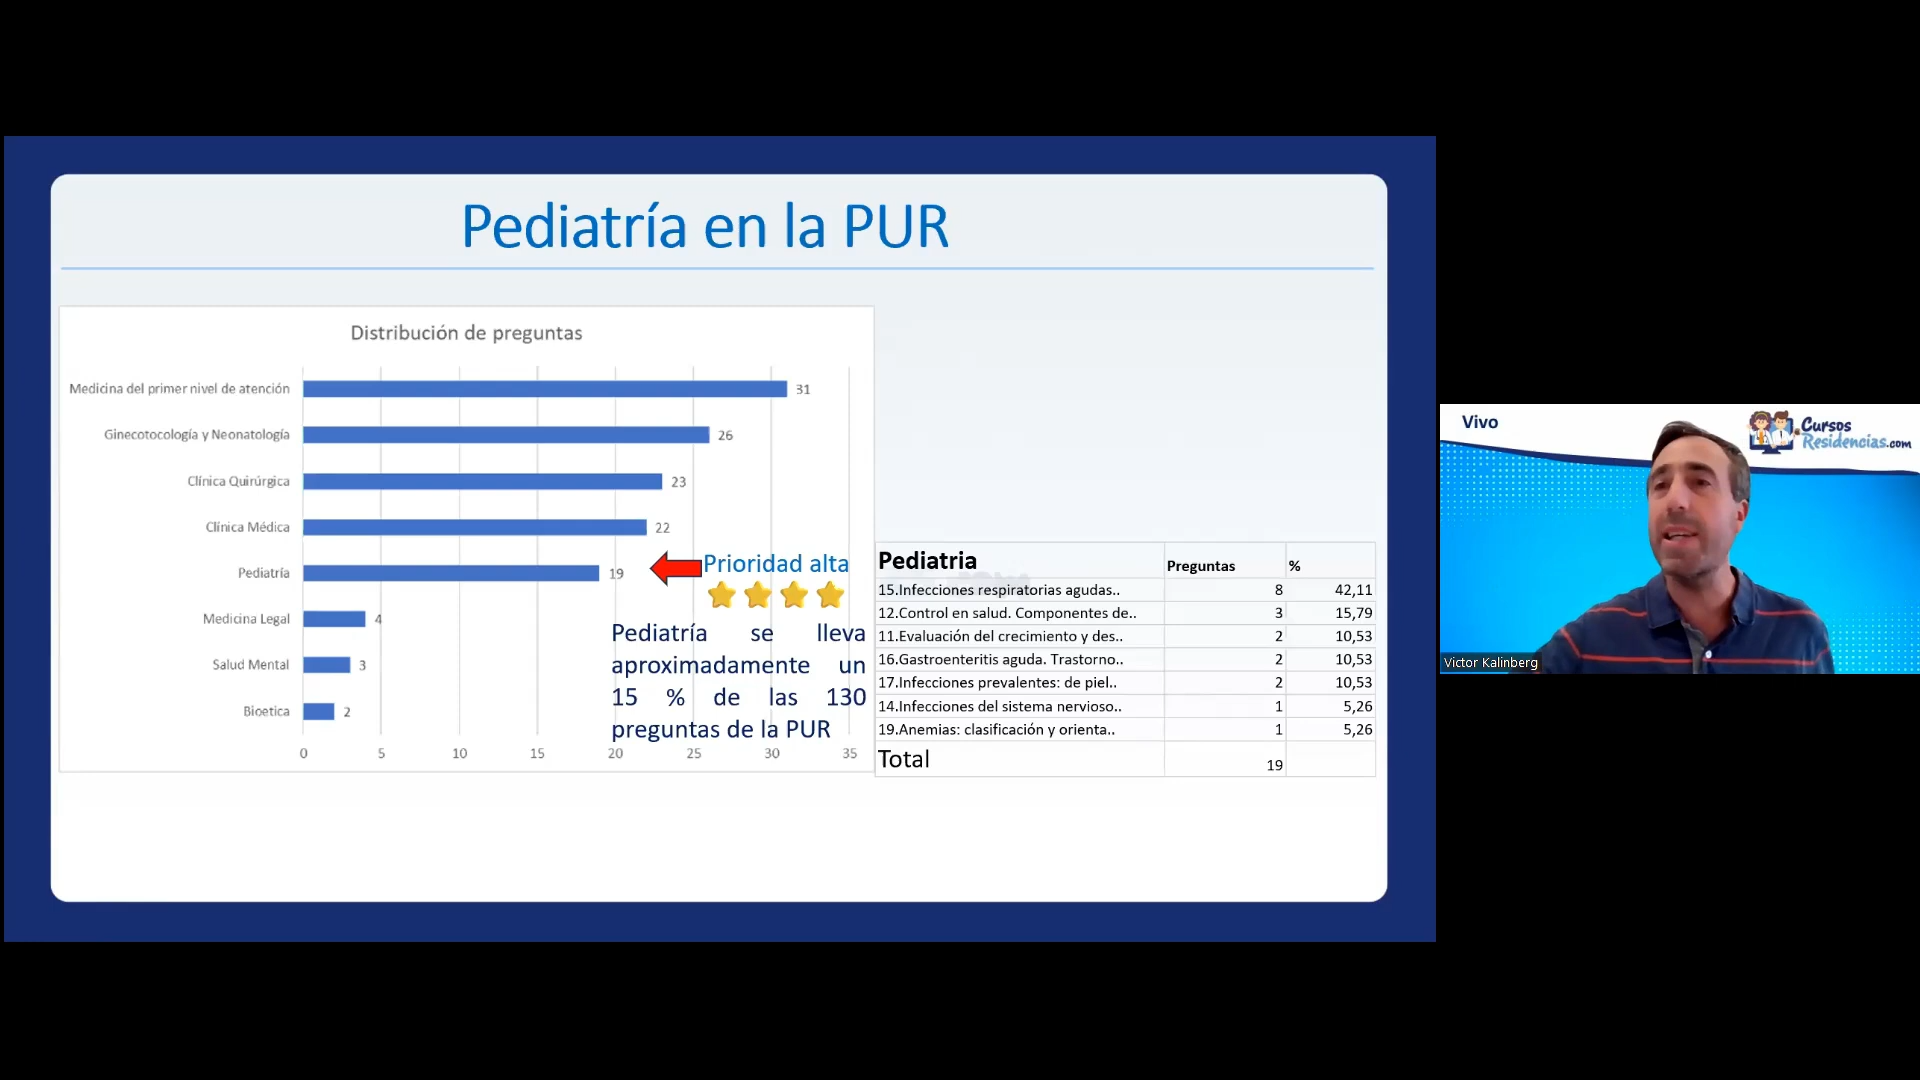 Pediatría en la PUR
Distribución de preguntas
Medicina del primer nivel de atención 31
Ginecotocología y Neonatología 26
Clínica Quirúrgica 23
Clínica Médica 22
Pediatría 19
Medicina Legal 4
Salud Mental 3
Bioetica 2
0 5 10 15 20 25 30 35
Prioridad alta
Pediatría se lleva
aproximadamente un
15 % de las 130
preguntas de la PUR
Pediatria Preguntas %
15.Infecciones respiratorias agudas.. 8 42,11
12.Control en salud. Componentes de.. 3 15,79
11.Evaluación del crecimiento y des.. 2 10,53
16.Gastroenteritis aguda. Trastorno.. 2 10,53
17.Infecciones prevalentes: de piel.. 2 10,53
14.Infecciones del sistema nervioso.. 1 5,26
19.Anemias: clasificación y orienta.. 1 5,26
Total 19
Vivo
Cursos
Residencias.com
Victor Kalinberg